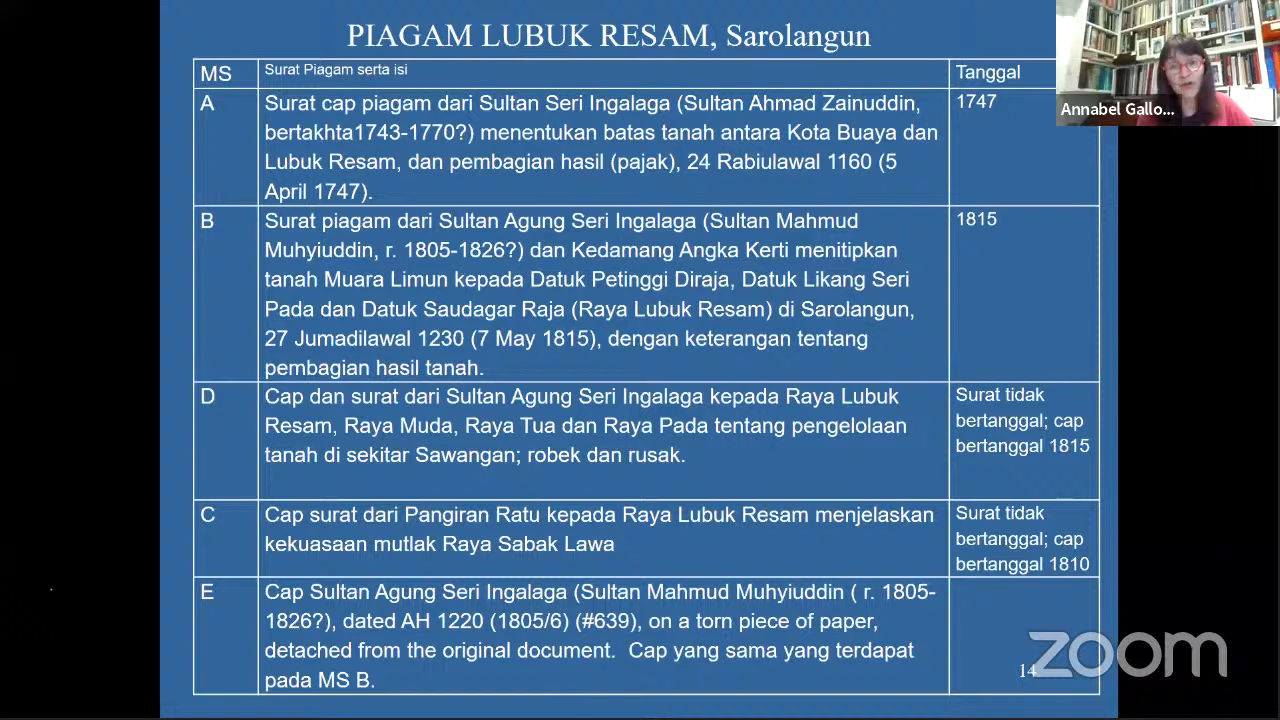 PIAGAM LUBUK RESAM, Sarolangun
MS
Surat Piagam serta isi
Tanggal
A
Surat cap piagam dari Sultan Seri Ingalaga (Sultan Ahmad Zainuddin,
bertakhta1743-1770?) menentukan batas tanah antara Kota Buaya dan
Lubuk Resam, dan pembagian hasil (pajak), 24 Rabiulawal 1160 (5
April 1747).
1747
B
Surat piagam dari Sultan Agung Seri Ingalaga (Sultan Mahmud
Muhyiuddin, r. 1805-1826?) dan Kedamang Angka Kerti menitipkan
tanah Muara Limun kepada Datuk Petinggi Diraja, Datuk Likang Seri
Pada dan Datuk Saudagar Raja (Raya Lubuk Resam) di Sarolangun,
27 Jumadilawal 1230 (7 May 1815), dengan keterangan tentang
pembagian hasil tanah.
1815
D
Cap dan surat dari Sultan Agung Seri Ingalaga kepada Raya Lubuk
Resam, Raya Muda, Raya Tua dan Raya Pada tentang pengelolaan
tanah di sekitar Sawangan; robek dan rusak.
Surat tidak
bertanggal; cap
bertanggal 1815
C
Cap surat dari Pangiran Ratu kepada Raya Lubuk Resam menjelaskan
kekuasaan mutlak Raya Sabak Lawa
Surat tidak
bertanggal; cap
bertanggal 1810
E
Cap Sultan Agung Seri Ingalaga (Sultan Mahmud Muhyiuddin ( r. 1805-
1826?), dated AH 1220 (1805/6) (#639), on a torn piece of paper,
detached from the original document.  Cap yang sama yang terdapat
pada MS B.
14
zoom
Annabel Gallo...